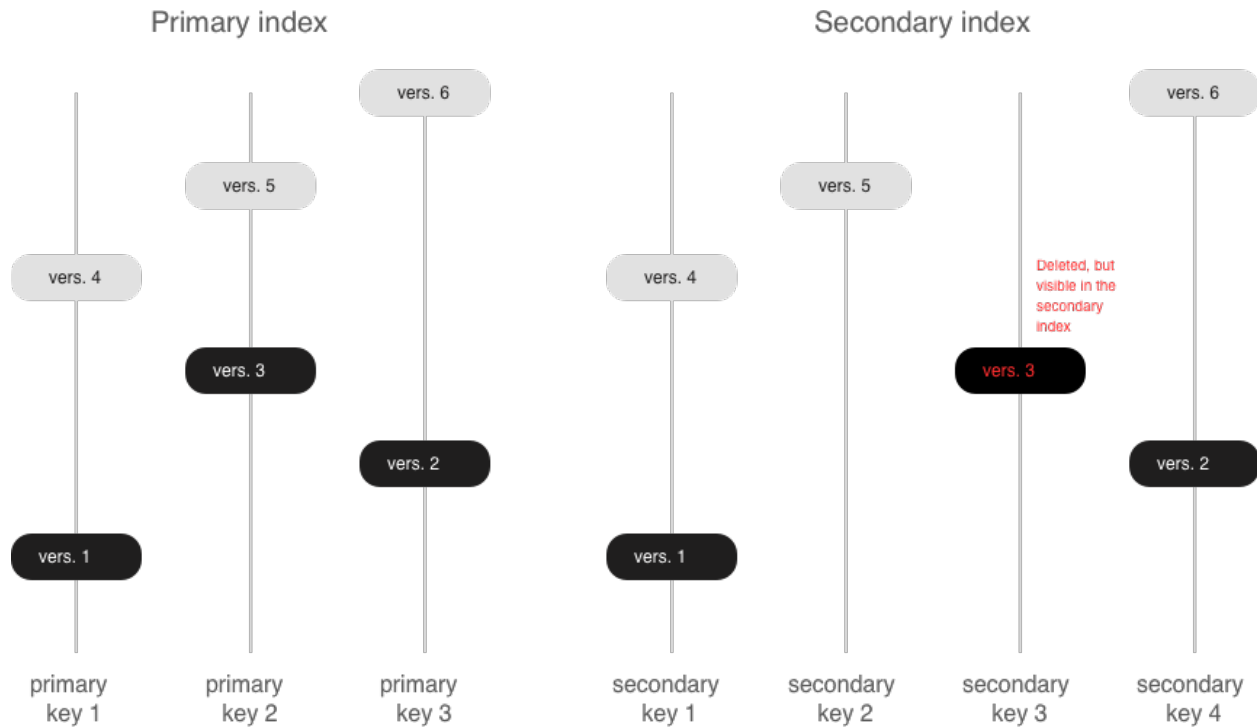 Primary index
Secondary index
vers. 6
vers. 6
vers. 5
vers. 5
vers. 4
vers. 4
Deleted, but
visible in the
secondary
index
vers. 3
vers. 3
vers. 2
vers. 2
vers. 1
vers. 1
primary
key 1
primary
key 2
primary
key 3
secondary
key 1
secondary
key 2
secondary
key 3
secondary
key 4